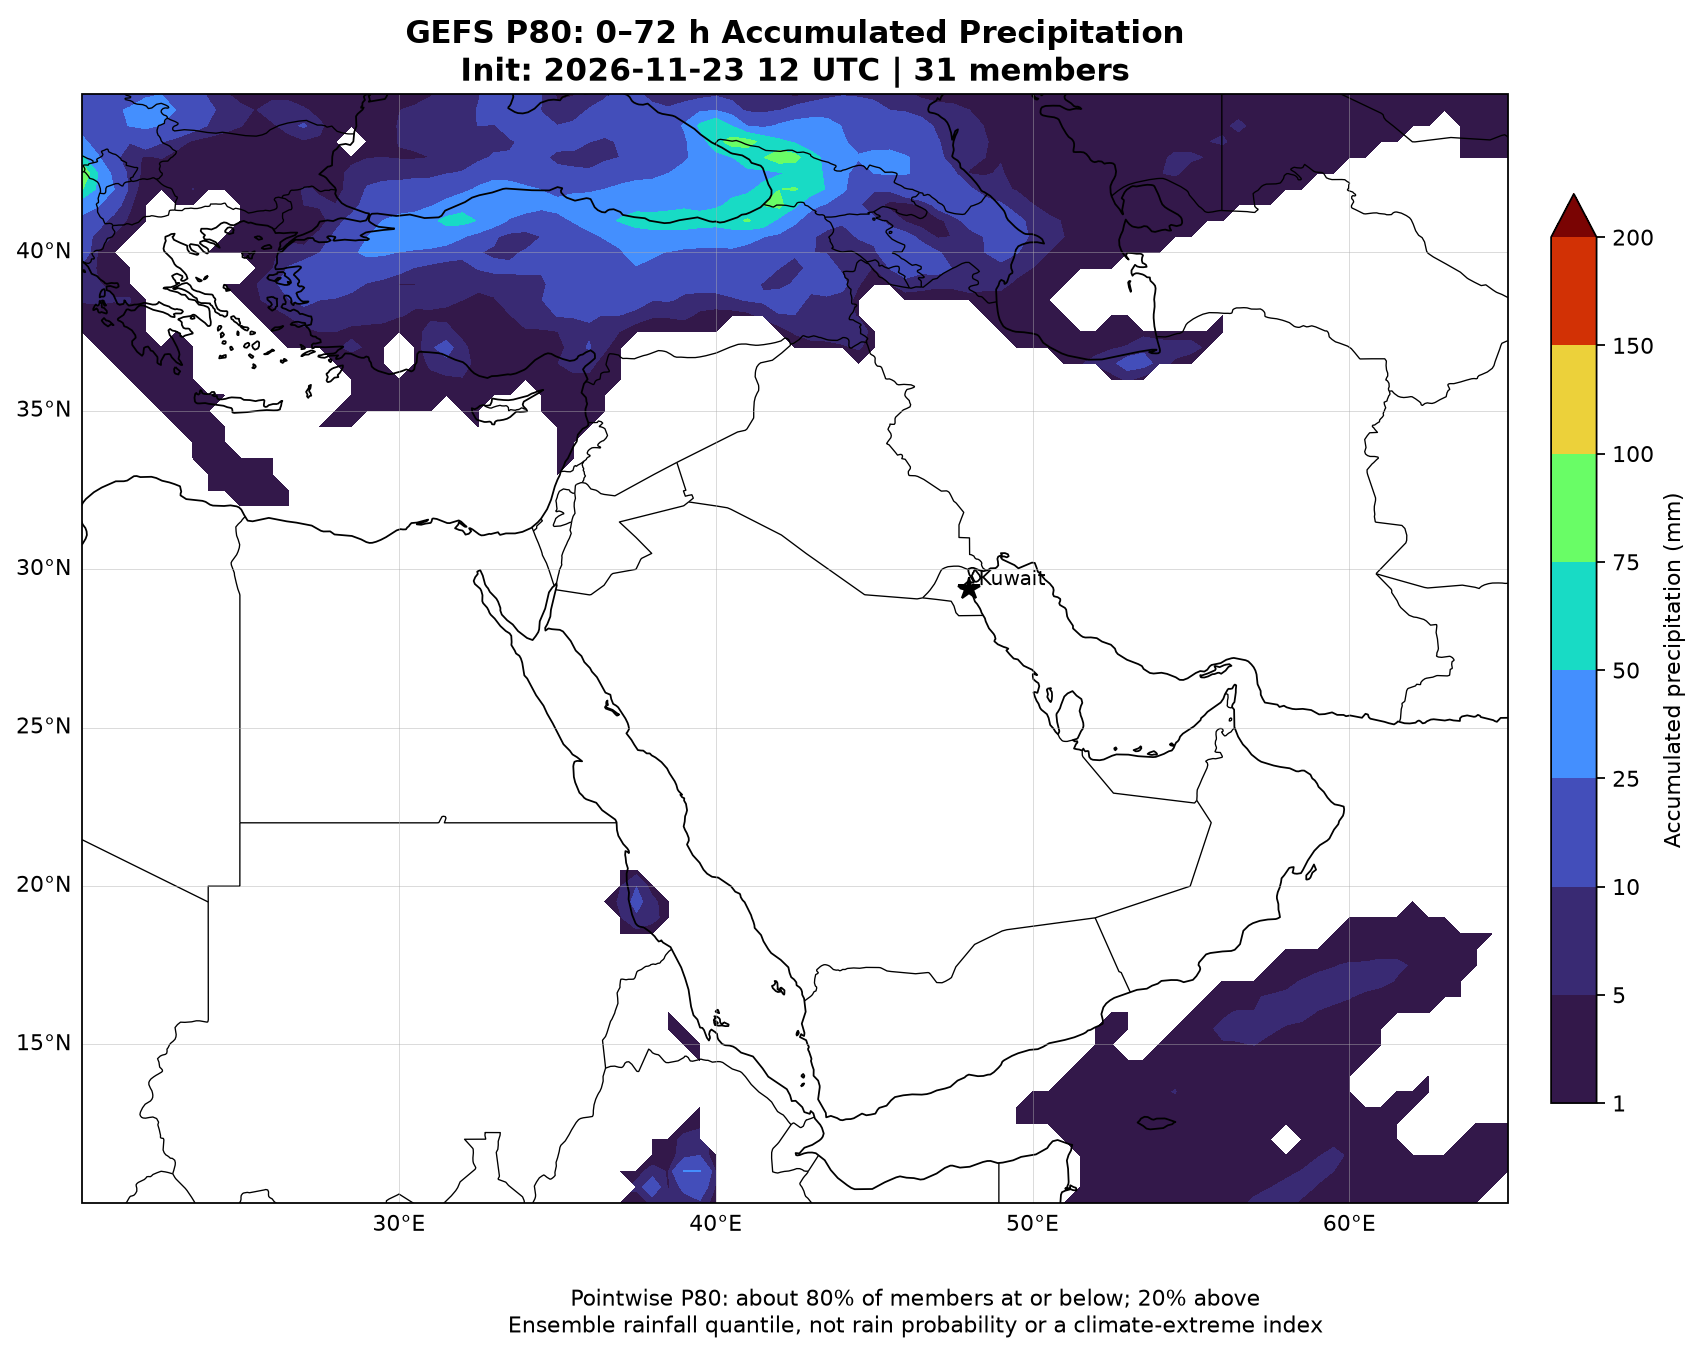 GEFS P80: 0–72 h Accumulated Precipitation
Init: 2026-11-23 12 UTC | 31 members
40°N
35°N
30°N
25°N
20°N
15°N
30°E
40°E
50°E
60°E
Kuwait
200
150
100
75
50
25
10
5
1
Accumulated precipitation (mm)
Pointwise P80: about 80% of members at or below; 20% above
Ensemble rainfall quantile, not rain probability or a climate-extreme index